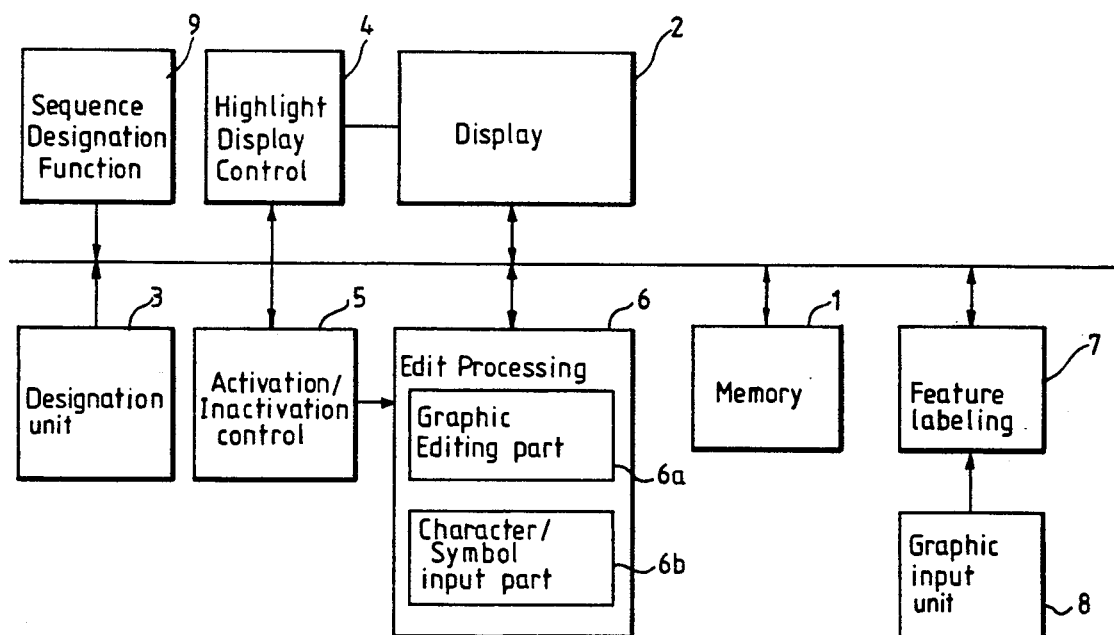 9
4
2
Sequence
Designation
Function
Highlight
Display
Control
Display
3
5
6
1
7
Designation
unit
Activation/
Inactivation
control
Edit Processing
Graphic
Editing part
6a
Character/
Symbol
input part
6b
Memory
Feature
labeling
Graphic
input
unit
8